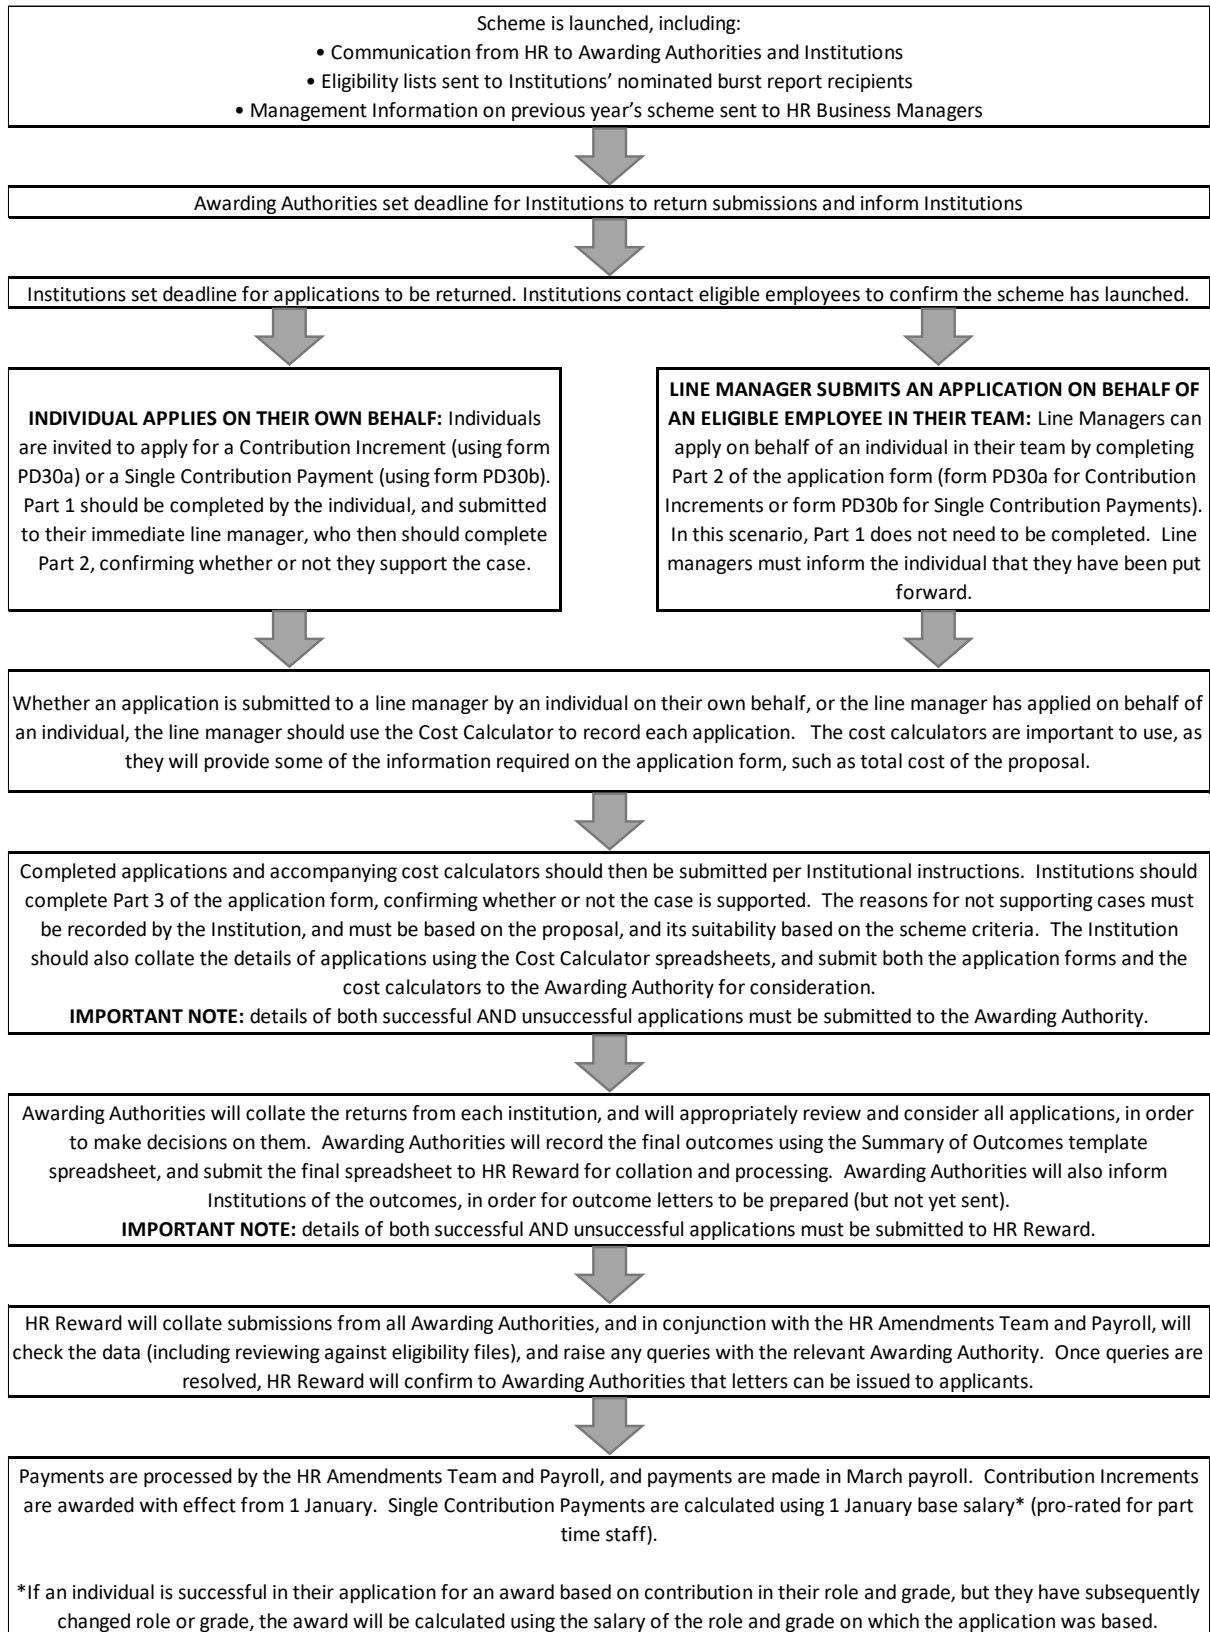 Scheme is launched, including:
• Communication from HR to Awarding Authorities and Institutions
• Eligibility lists sent to Institutions’ nominated burst report recipients
• Management Information on previous year’s scheme sent to HR Business Managers
Awarding Authorities set deadline for Institutions to return submissions and inform Institutions
Institutions set deadline for applications to be returned. Institutions contact eligible employees to confirm the scheme has launched.
INDIVIDUAL APPLIES ON THEIR OWN BEHALF: Individuals
are invited to apply for a Contribution Increment (using form
PD30a) or a Single Contribution Payment (using form PD30b).
Part 1 should be completed by the individual, and submitted
to their immediate line manager, who then should complete
Part 2, confirming whether or not they support the case.
LINE MANAGER SUBMITS AN APPLICATION ON BEHALF OF
AN ELIGIBLE EMPLOYEE IN THEIR TEAM: Line Managers can
apply on behalf of an individual in their team by completing
Part 2 of the application form (form PD30a for Contribution
Increments or form PD30b for Single Contribution Payments).
In this scenario, Part 1 does not need to be completed. Line
managers must inform the individual that they have been put
forward.
Whether an application is submitted to a line manager by an individual on their own behalf, or the line manager has applied on behalf of
an individual, the line manager should use the Cost Calculator to record each application. The cost calculators are important to use, as
they will provide some of the information required on the application form, such as total cost of the proposal.
Completed applications and accompanying cost calculators should then be submitted per Institutional instructions. Institutions should
complete Part 3 of the application form, confirming whether or not the case is supported. The reasons for not supporting cases must
be recorded by the Institution, and must be based on the proposal, and its suitability based on the scheme criteria. The Institution
should also collate the details of applications using the Cost Calculator spreadsheets, and submit both the application forms and the
cost calculators to the Awarding Authority for consideration.
IMPORTANT NOTE: details of both successful AND unsuccessful applications must be submitted to the Awarding Authority.
Awarding Authorities will collate the returns from each institution, and will appropriately review and consider all applications, in order
to make decisions on them. Awarding Authorities will record the final outcomes using the Summary of Outcomes template
spreadsheet, and submit the final spreadsheet to HR Reward for collation and processing. Awarding Authorities will also inform
Institutions of the outcomes, in order for outcome letters to be prepared (but not yet sent).
IMPORTANT NOTE: details of both successful AND unsuccessful applications must be submitted to HR Reward.
HR Reward will collate submissions from all Awarding Authorities, and in conjunction with the HR Amendments Team and Payroll, will
check the data (including reviewing against eligibility files), and raise any queries with the relevant Awarding Authority. Once queries are
resolved, HR Reward will confirm to Awarding Authorities that letters can be issued to applicants.
Payments are processed by the HR Amendments Team and Payroll, and payments are made in March payroll. Contribution Increments
are awarded with effect from 1 January. Single Contribution Payments are calculated using 1 January base salary* (pro-rated for part
time staff).
*If an individual is successful in their application for an award based on contribution in their role and grade, but they have subsequently
changed role or grade, the award will be calculated using the salary of the role and grade on which the application was based.